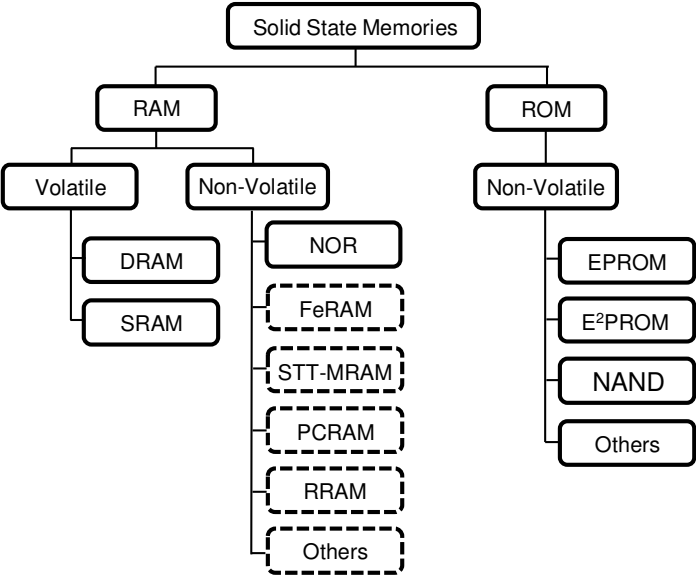 Solid State Memories
RAM
ROM
Volatile
Non-Volatile
Non-Volatile
DRAM
SRAM
NOR
FeRAM
STT-MRAM
PCRAM
RRAM
Others
EPROM
E²PROM
NAND
Others